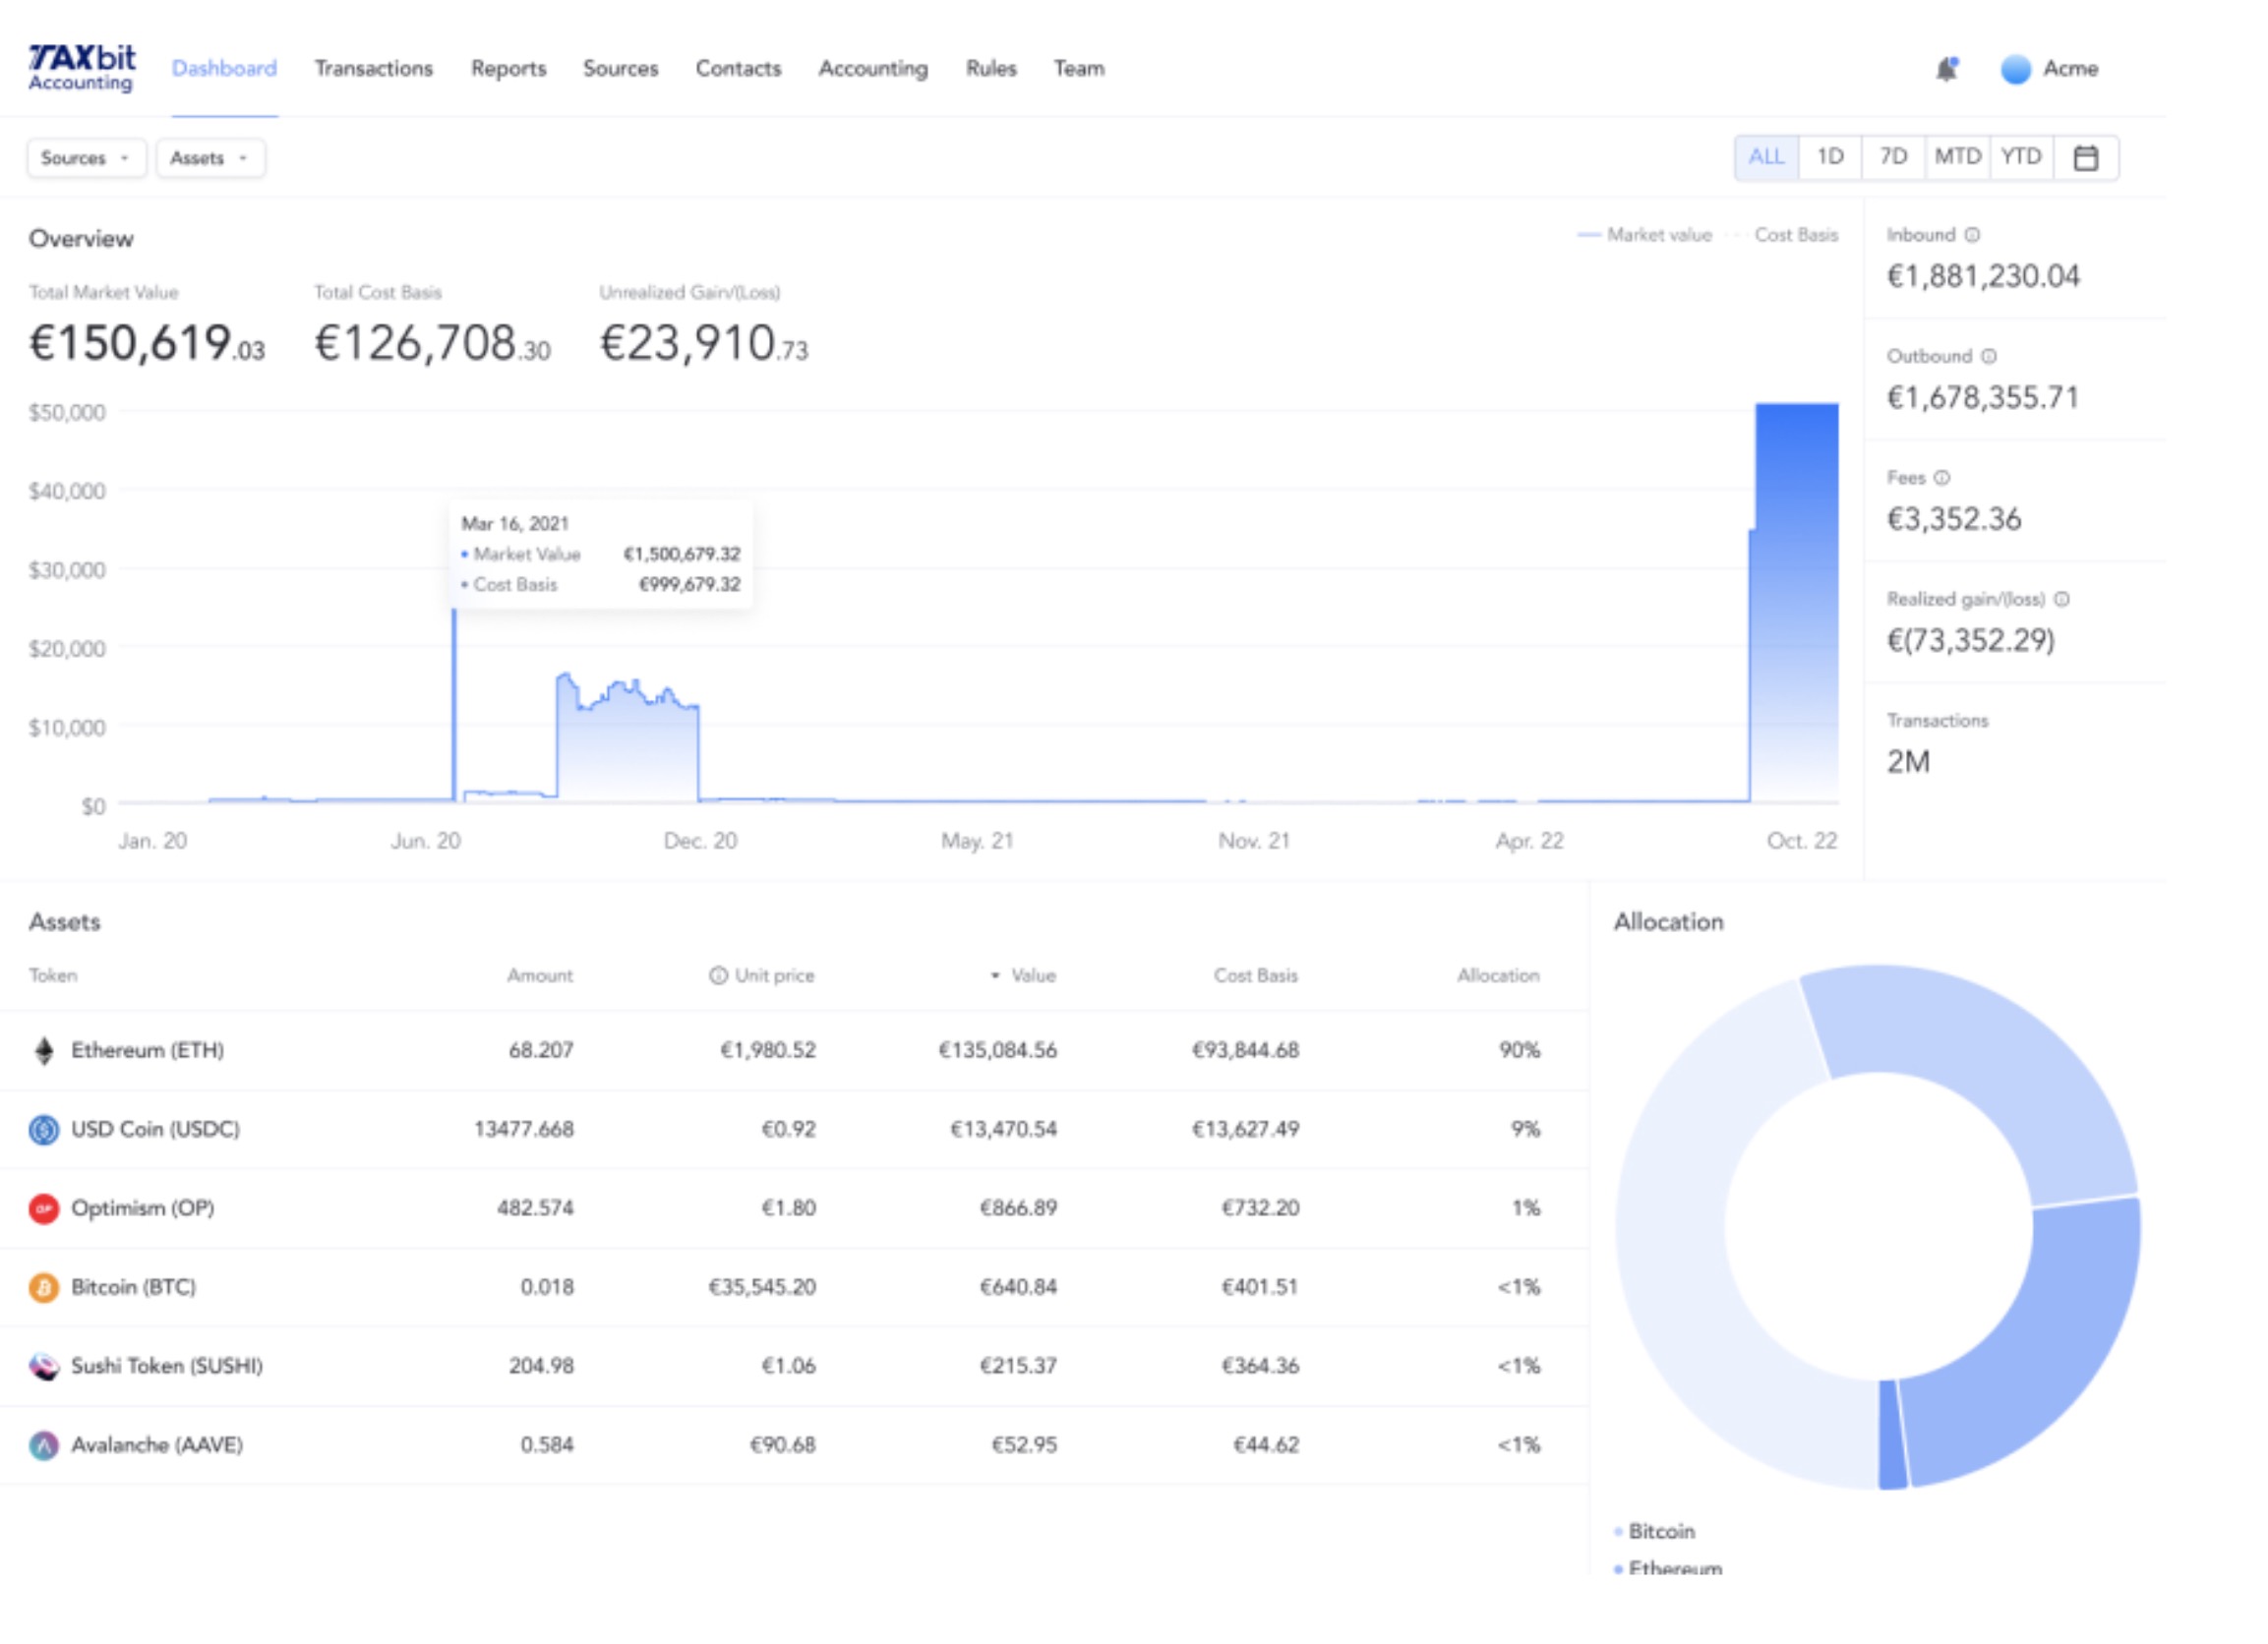 TAXbit
Accounting
Dashboard Transactions Reports Sources Contacts Accounting Rules Team
Acme
Sources Assets
ALL 1D 7D MTD YTD
Overview
Market value Cost Basis
Total Market Value Total Cost Basis Unrealized Gain/(Loss)
€150,619.03 €126,708.30 €23,910.73
$50,000
$40,000
$30,000
$20,000
$10,000
$0
Mar 16, 2021
Market Value €1,500,679.32
Cost Basis €999,679.32
Jan. 20 Jun. 20 Dec. 20 May. 21 Nov. 21 Apr. 22 Oct. 22
Inbound
€1,881,230.04
Outbound
€1,678,355.71
Fees
€3,352.36
Realized gain/(loss)
€(73,352.29)
Transactions
2M
Assets
Token Amount Unit price Value Cost Basis Allocation
Ethereum (ETH) 68.207 €1,980.52 €135,084.56 €93,844.68 90%
USD Coin (USDC) 13477.668 €0.92 €13,470.54 €13,627.49 9%
OP Optimism (OP) 482.574 €1.80 €866.89 €732.20 1%
Bitcoin (BTC) 0.018 €35,545.20 €640.84 €401.51 <1%
Sushi Token (SUSHI) 204.98 €1.06 €215.37 €364.36 <1%
Avalanche (AAVE) 0.584 €90.68 €52.95 €44.62 <1%
Allocation
Bitcoin
Ethereum